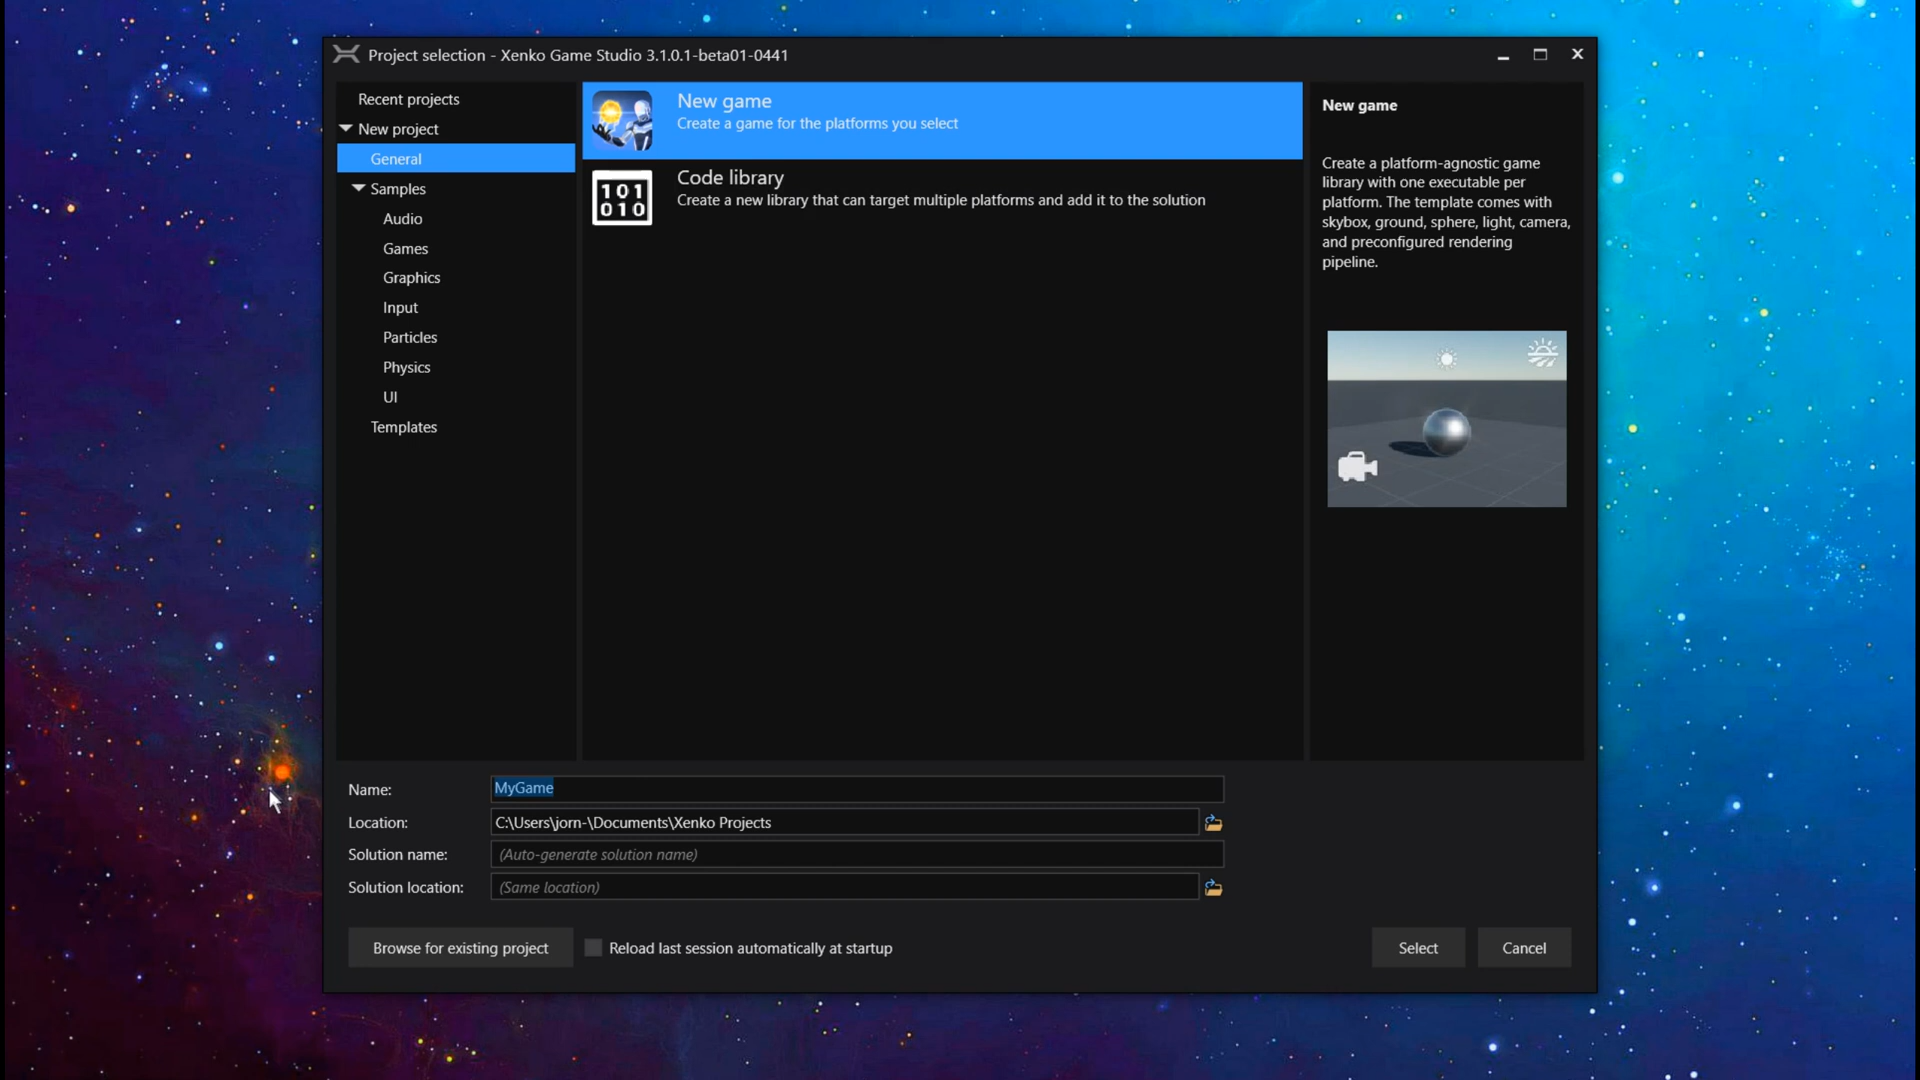 Project selection - Xenko Game Studio 3.1.0.1-beta01-0441
Recent projects
New project
General
Samples
Audio
Games
Graphics
Input
Particles
Physics
UI
Templates
New game
Create a game for the platforms you select
101
010
Code library
Create a new library that can target multiple platforms and add it to the solution
New game
Create a platform-agnostic game
library with one executable per
platform. The template comes with
skybox, ground, sphere, light, camera,
and preconfigured rendering
pipeline.
Name:
MyGame
Location:
C:\Users\jorn-\Documents\Xenko Projects
Solution name:
(Auto-generate solution name)
Solution location:
(Same location)
Browse for existing project
Reload last session automatically at startup
Select
Cancel